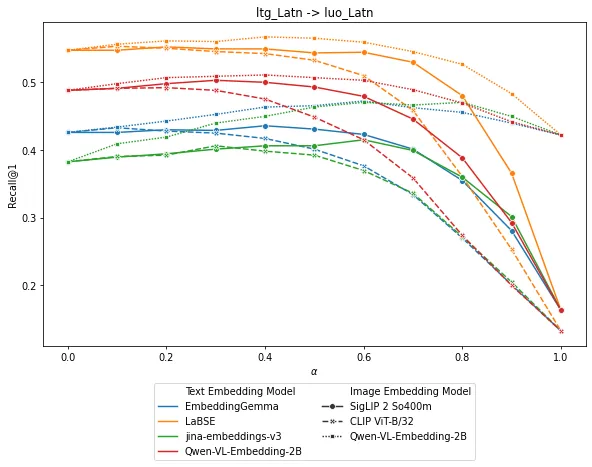 ltg_Latn -> luo_Latn
Recall@1
0.5
0.4
0.3
0.2
0.0 0.2 0.4 0.6 0.8 1.0
α
Text Embedding Model Image Embedding Model
EmbeddingGemma SigLIP 2 So400m
LaBSE CLIP ViT-B/32
jina-embeddings-v3 Qwen-VL-Embedding-2B
Qwen-VL-Embedding-2B